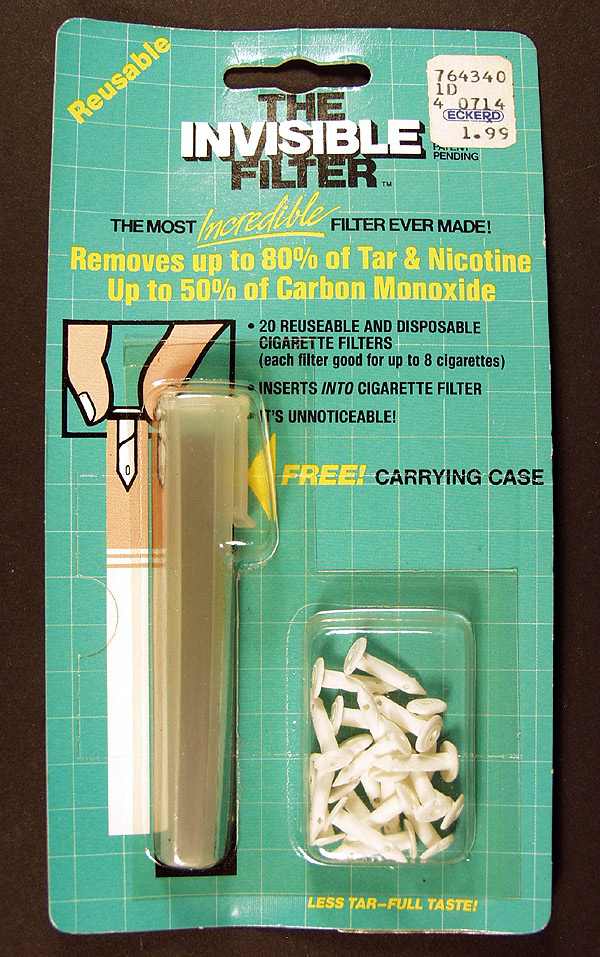 Reusable
764340
1D
4 0714
ECKERD
1.99
THE
INVISIBLE
FILTER™
PATENT
PENDING
THE MOST Incredible FILTER EVER MADE!
Removes up to 80% of Tar & Nicotine
Up to 50% of Carbon Monoxide
• 20 REUSEABLE AND DISPOSABLE
CIGARETTE FILTERS
(each filter good for up to 8 cigarettes)
• INSERTS INTO CIGARETTE FILTER
• IT'S UNNOTICEABLE!
FREE! CARRYING CASE
LESS TAR–FULL TASTE!